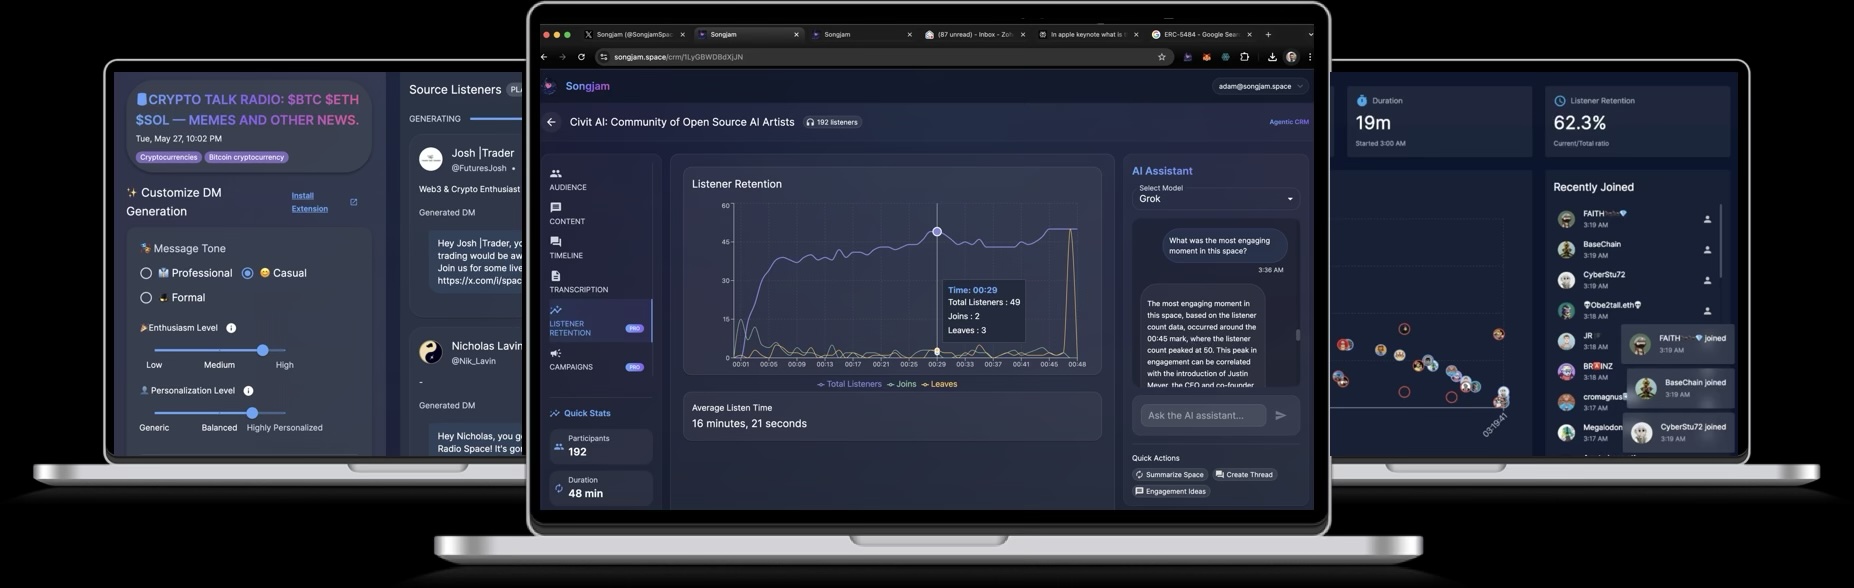 CRYPTO TALK RADIO: $BTC $ETH
$SOL — MEMES AND OTHER NEWS.
Tue, May 27, 10:02 PM
Cryptocurrencies
Bitcoin cryptocurrency
✨ Customize DM
Generation
Install
Extension
Message Tone
Professional
Casual
Formal
Enthusiasm Level
Low
Medium
High
Personalization Level
Generic
Balanced
Highly Personalized
Source Listeners
GENERATING
Josh |Trader
@FuturesJosh •
Web3 & Crypto Enthusiast
Generated DM
Hey Josh |Trader,
trading would be
Join us for some live
https://x.com/i/spac
Nicholas Lavin
@Nik_Lavin
-
Generated DM
Hey Nicholas, you
Radio Space! It's
Songjam (@SongjamSpac
Songjam
Songjam
(87 unread) - Inbox -
In apple keynote what is
ERC-5484 - Google Sear
songjam.space/crm/1LyGBWDBdXjJN
Songjam
adam@songjam.space
Civit AI: Community of Open Source AI Artists
192 listeners
Agentic CRM
AUDIENCE
CONTENT
TIMELINE
TRANSCRIPTION
LISTENER
RETENTION
PRO
CAMPAIGNS
PRO
Quick Stats
Participants
192
Duration
48 min
Listener Retention
60
45
30
15
0
00:01
00:05
00:09
00:13
00:17
00:21
00:25
00:29
00:33
00:37
00:41
00:45
00:48
Time: 00:29
Total Listeners : 49
Joins : 2
Leaves : 3
Total Listeners
Joins
Leaves
Average Listen Time
16 minutes, 21 seconds
AI Assistant
Select Model
Grok
What was the most engaging
moment in this space?
3:36 AM
The most engaging moment in
this space, based on the listener
count data, occurred around the
00:45 mark, where the listener
count peaked at 50. This peak in
engagement can be correlated
with the introduction of Justin
the CEO and co-founder
Ask the AI assistant...
Quick Actions
Summarize Space
Create Thread
Engagement Ideas
Duration
19m
Started 3:00 AM
Listener Retention
62.3%
Current/Total ratio
Recently Joined
FAITH
3:19 AM
BaseChain
3:19 AM
CyberStu72
3:19 AM
Obe2tall.eth
3:18 AM
JR
3:18 AM
BRAINZ
3:18 AM
cromagnus
3:17 AM
Megalodon
3:17 AM
FAITH joined
3:19 AM
BaseChain joined
3:19 AM
CyberStu72 joined
3:19 AM
03:19:41